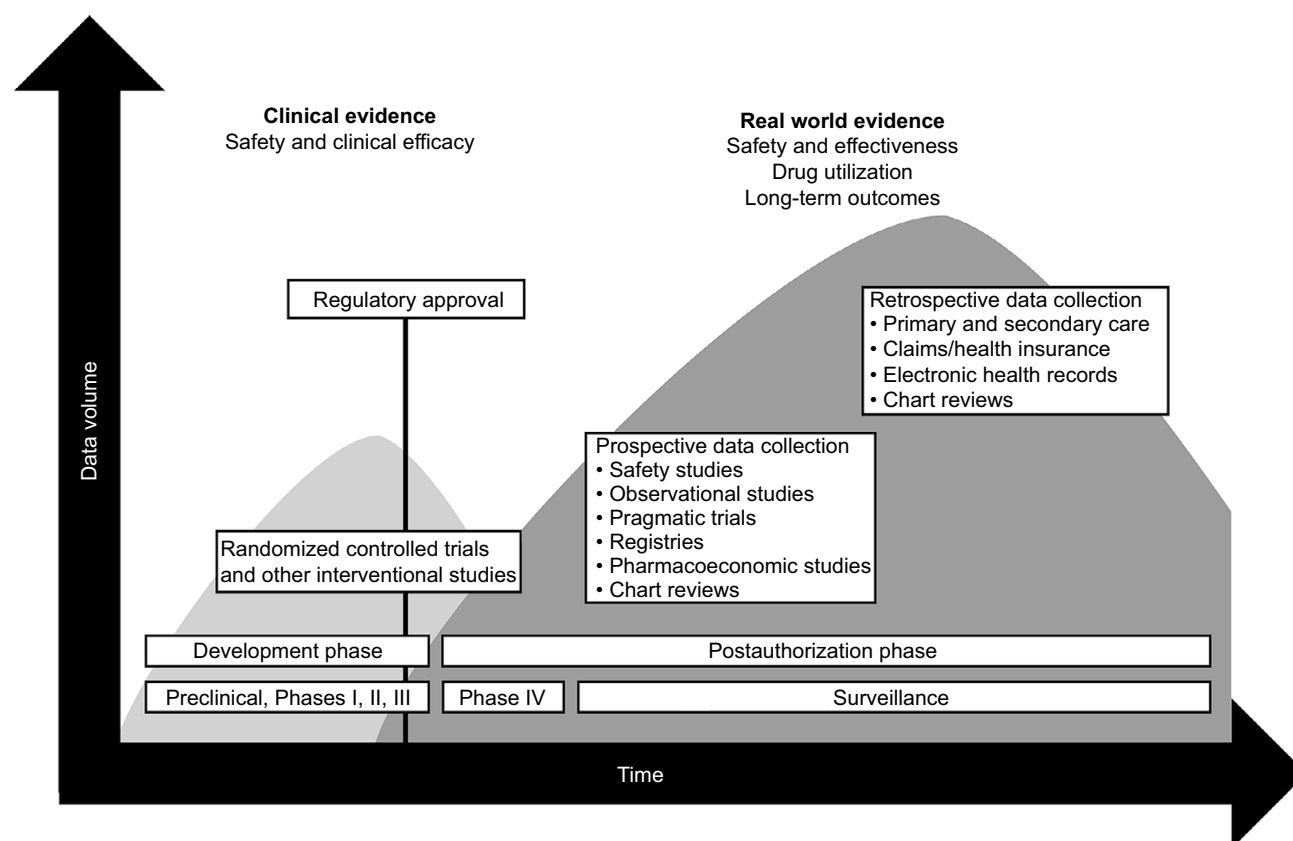 Clinical evidence
Safety and clinical efficacy
Real world evidence
Safety and effectiveness
Drug utilization
Long-term outcomes
Regulatory approval
Retrospective data collection
• Primary and secondary care
• Claims/health insurance
• Electronic health records
• Chart reviews
Data volume
Prospective data collection
• Safety studies
• Observational studies
• Pragmatic trials
• Registries
• Pharmacoeconomic studies
• Chart reviews
Randomized controlled trials
and other interventional studies
Development phase
Postauthorization phase
Preclinical, Phases I, II, III
Phase IV
Surveillance
Time